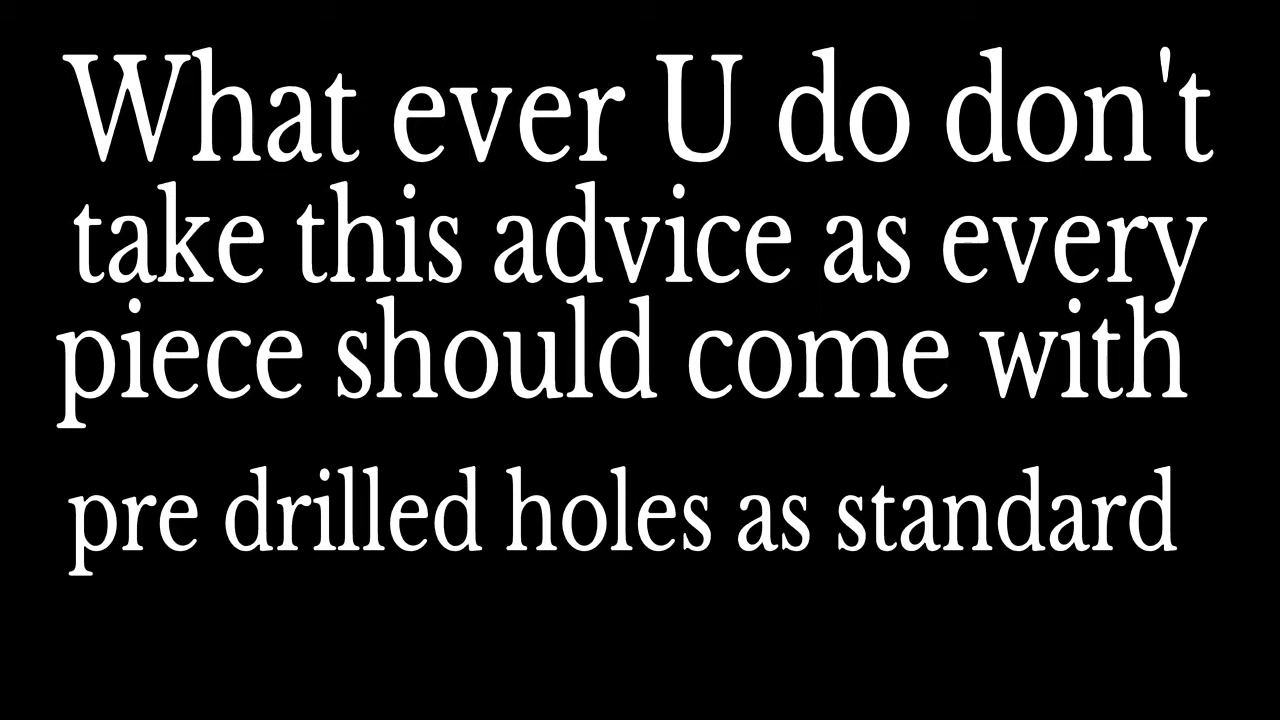 What ever U do don't
take this advice as every
piece should come with
pre drilled holes as standard